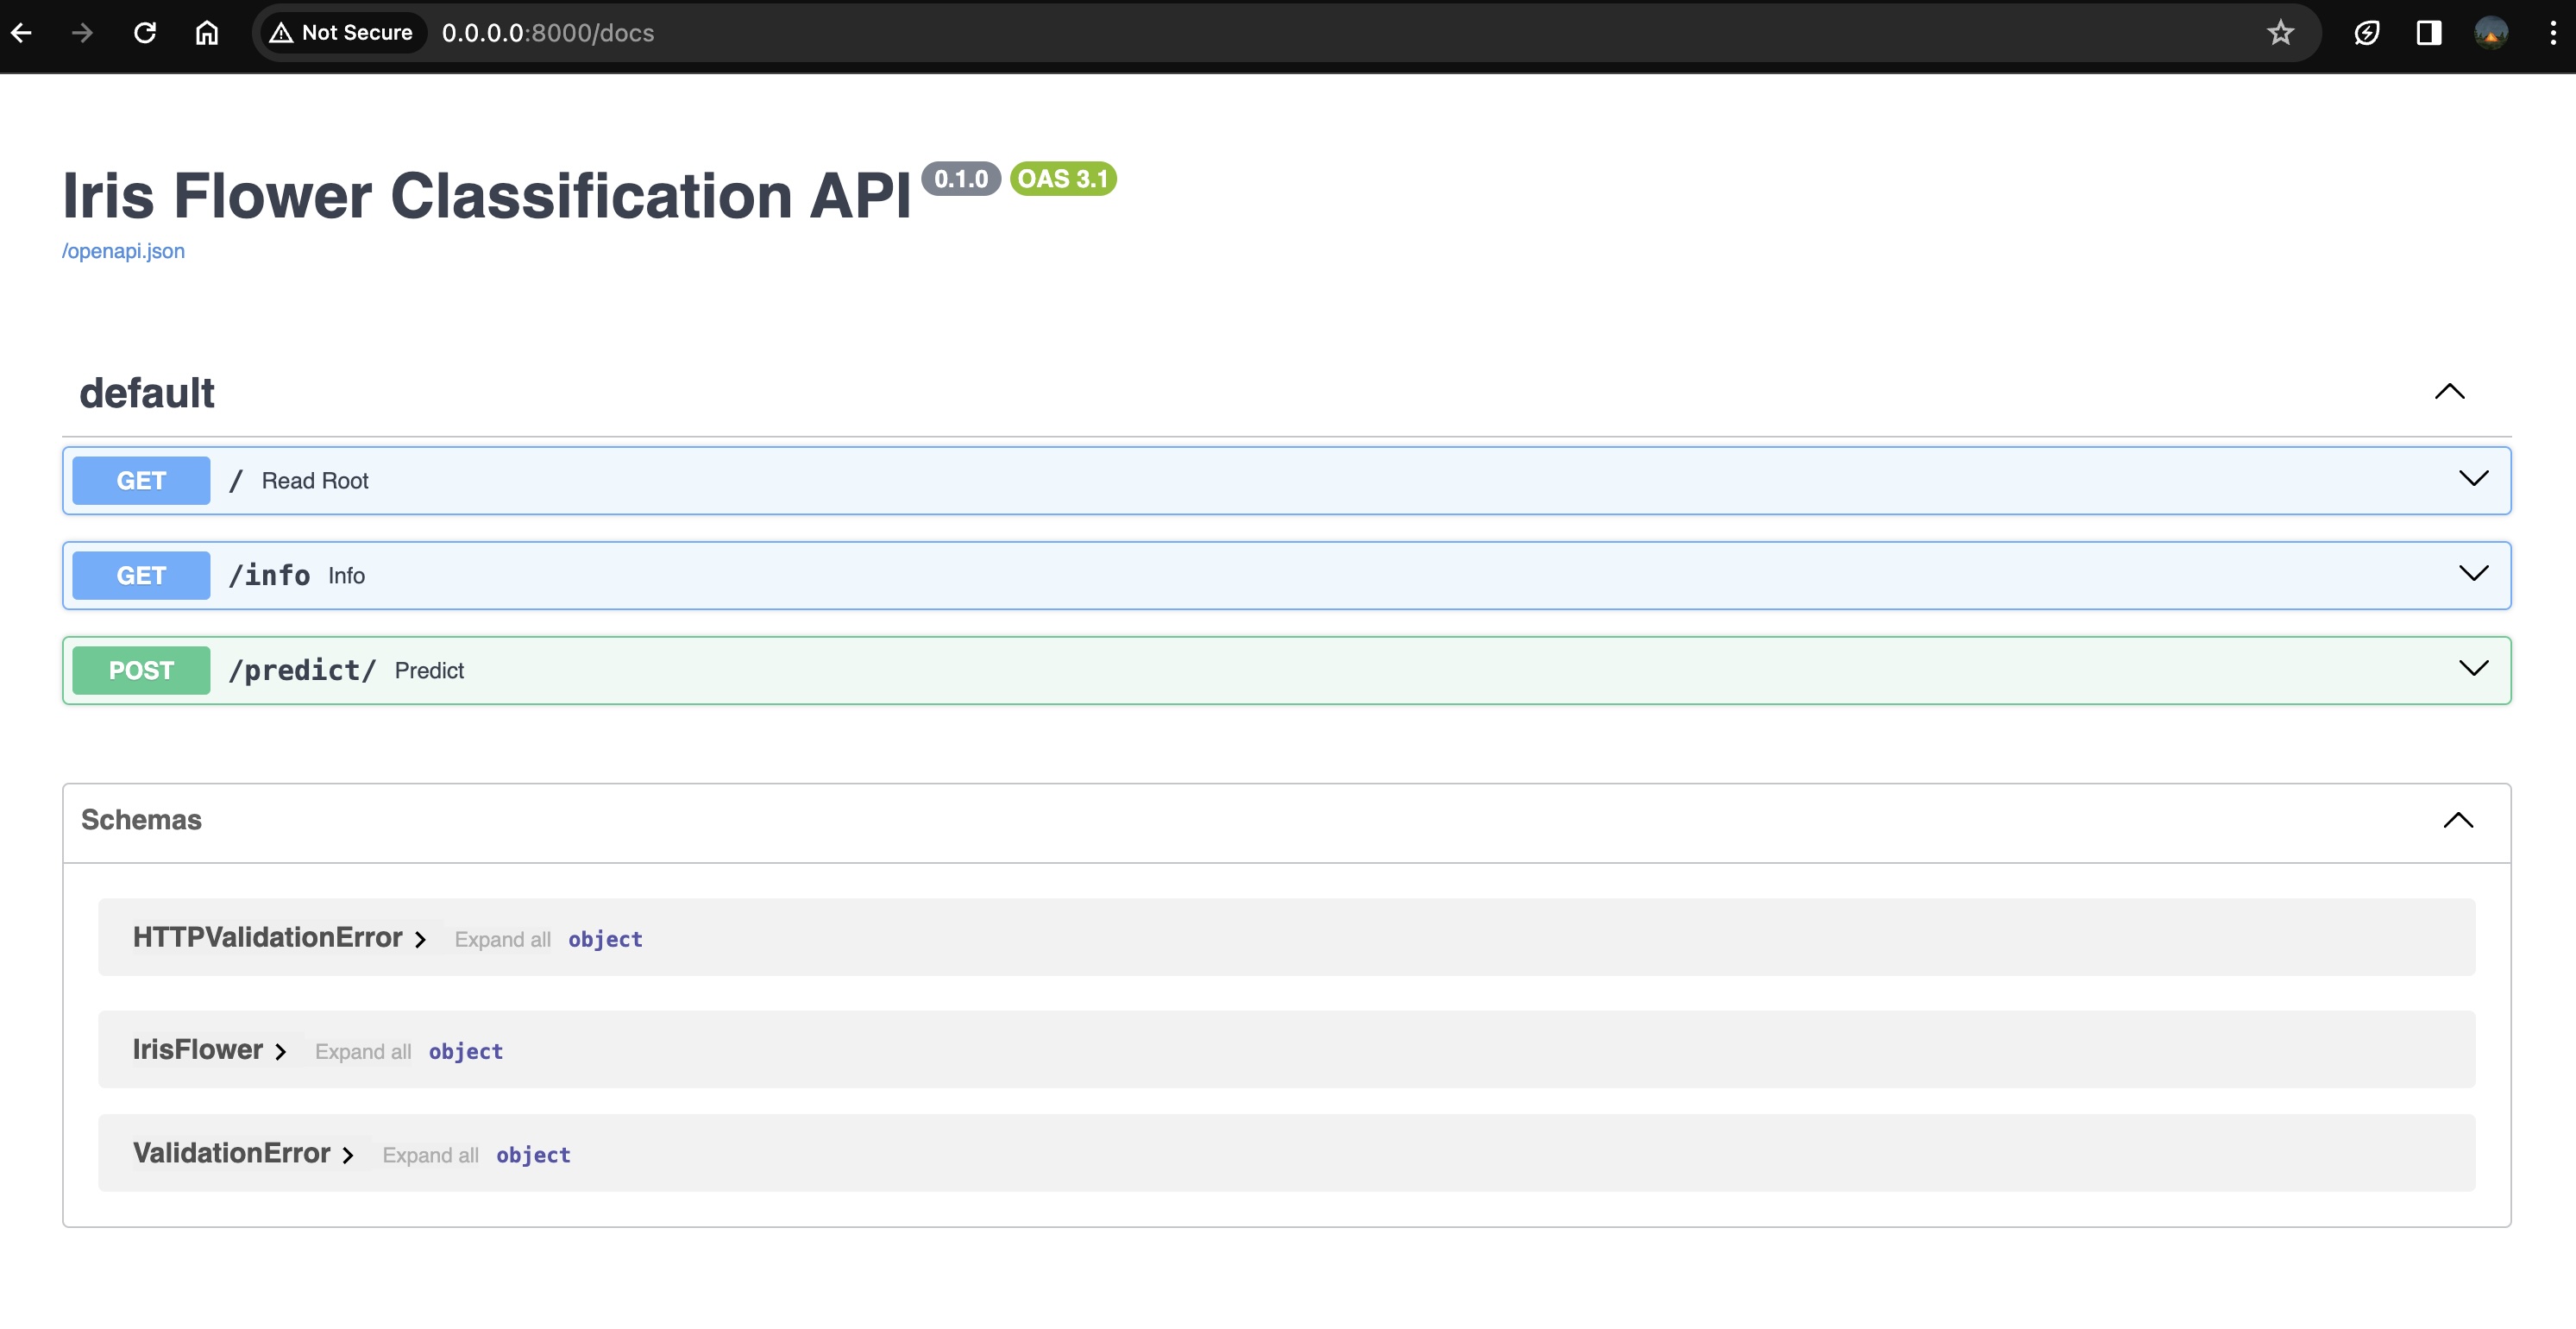 Not Secure 0.0.0.0:8000/docs
Iris Flower Classification API 0.1.0 OAS 3.1
/openapi.json
default
GET / Read Root
GET /info Info
POST /predict/ Predict
Schemas
HTTPValidationError Expand all object
IrisFlower Expand all object
ValidationError Expand all object